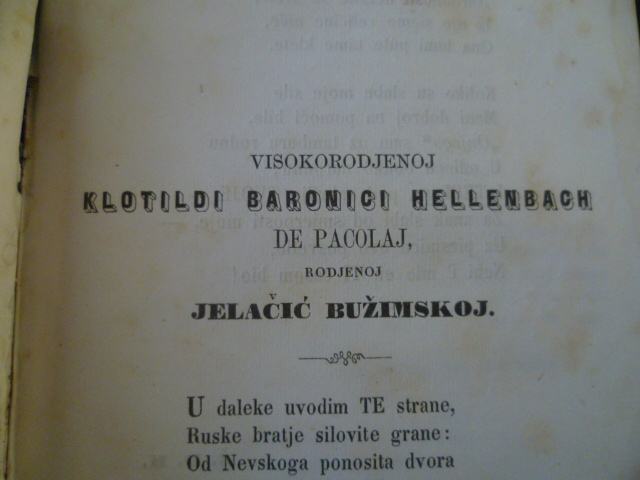 VISOKORODJENOJ
KLOTILDI BARONICI HELLENBACH
DE PACOLAJ,
RODJENOJ
JELAČIĆ BUŽIMSKOJ.
U daleke uvodim TE strane,
Ruske bratje silovite grane:
Od Nevskoga ponosita dvora